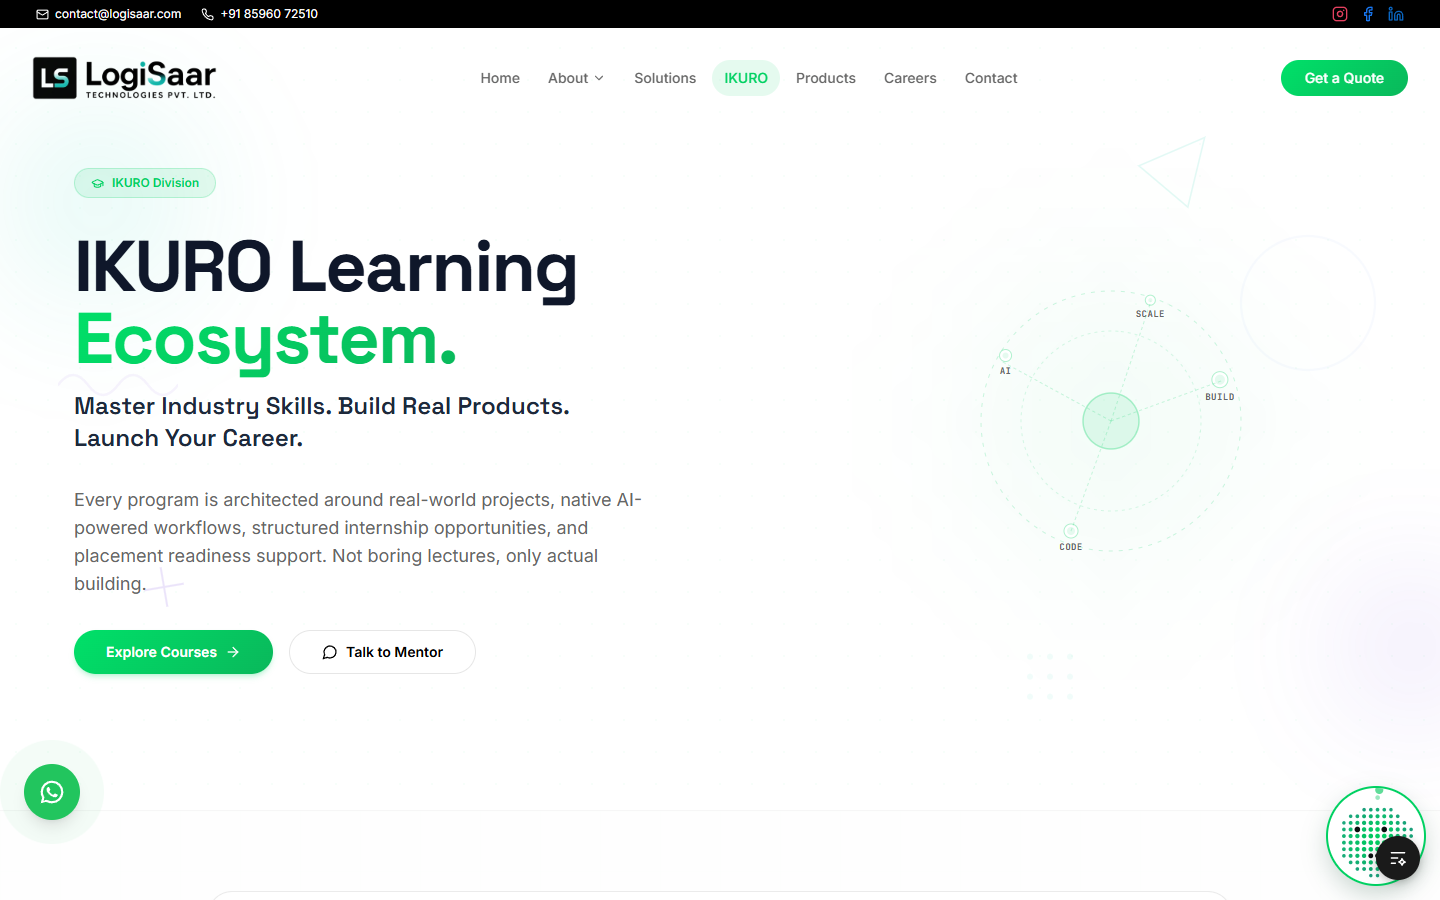 contact@logisaar.com
+91 85960 72510
LS LogiSaar
TECHNOLOGIES PVT. LTD.
Home
About
Solutions
IKURO
Products
Careers
Contact
Get a Quote
IKURO Division
IKURO Learning
Ecosystem.
Master Industry Skills. Build Real Products.
Launch Your Career.
Every program is architected around real-world projects, native AI-
powered workflows, structured internship opportunities, and
placement readiness support. Not boring lectures, only actual
building.
Explore Courses
Talk to Mentor
SCALE
AI
BUILD
CODE